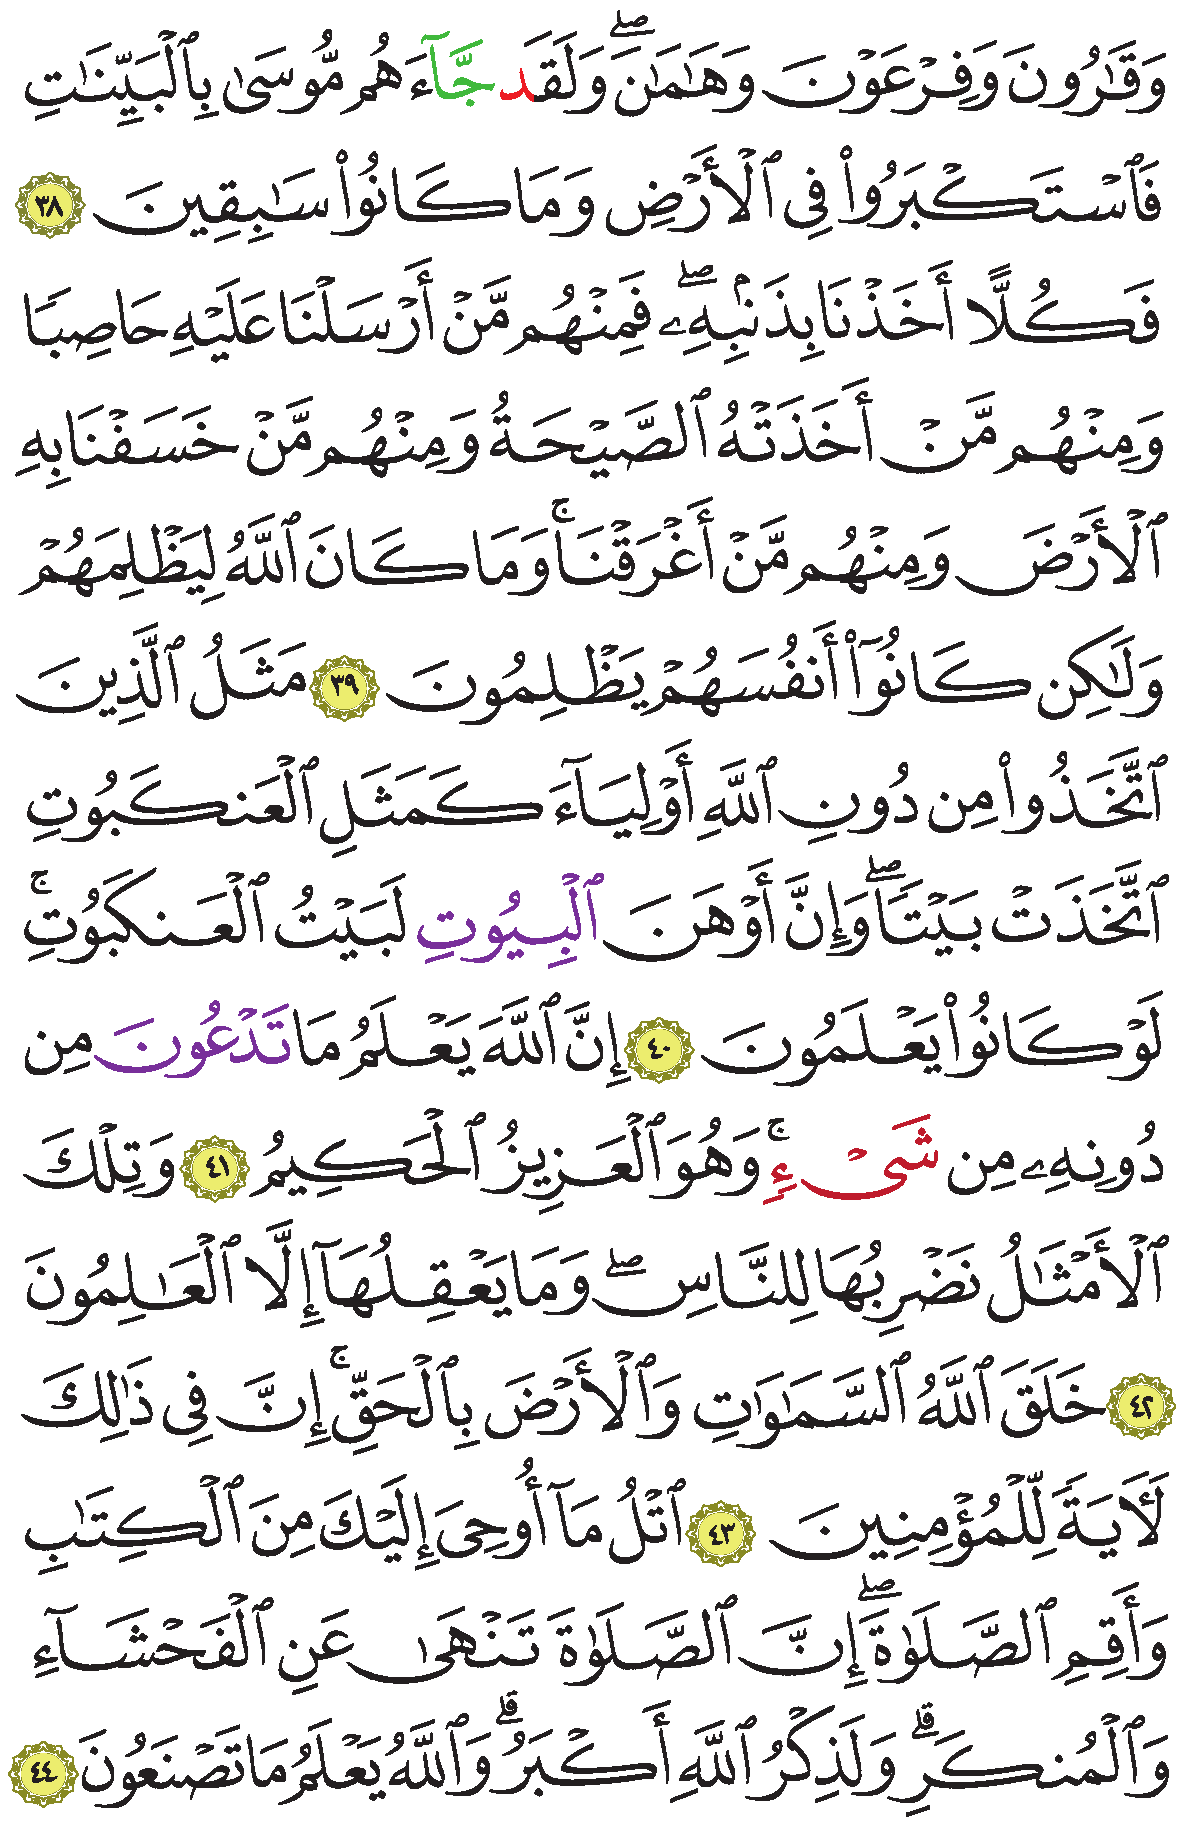 وَقَٰرُونَ وَفِرْعَوْنَ وَهَٰمَٰنَۖ وَلَقَد جَّآءَهُم مُّوسَىٰ بِٱلْبَيِّنَٰتِ
فَٱسْتَكْبَرُوا۟ فِى ٱلْأَرْضِ وَمَا كَانُوا۟ سَٰبِقِينَ ٣٨
فَكُلًّا أَخَذْنَا بِذَنۢبِهِۦۖ فَمِنْهُم مَّنْ أَرْسَلْنَا عَلَيْهِ حَاصِبًا
وَمِنْهُم مَّنْ أَخَذَتْهُ ٱلصَّيْحَةُ وَمِنْهُم مَّنْ خَسَفْنَا بِهِ
ٱلْأَرْضَ وَمِنْهُم مَّنْ أَغْرَقْنَاۚ وَمَا كَانَ ٱللَّهُ لِيَظْلِمَهُمْ
وَلَٰكِن كَانُوٓا۟ أَنفُسَهُمْ يَظْلِمُونَ ٣٩ مَثَلُ ٱلَّذِينَ
ٱتَّخَذُوا۟ مِن دُونِ ٱللَّهِ أَوْلِيَآءَ كَمَثَلِ ٱلْعَنكَبُوتِ
ٱتَّخَذَتْ بَيْتًاۖ وَإِنَّ أَوْهَنَ ٱلْبِيُوتِ لَبَيْتُ ٱلْعَنكَبُوتِۚ
لَوْ كَانُوا۟ يَعْلَمُونَ ٤٠ إِنَّ ٱللَّهَ يَعْلَمُ مَا تَدْعُونَ مِن
دُونِهِۦ مِن شَىْءٍۚ وَهُوَ ٱلْعَزِيزُ ٱلْحَكِيمُ ٤١ وَتِلْكَ
ٱلْأَمْثَٰلُ نَضْرِبُهَا لِلنَّاسِۖ وَمَا يَعْقِلُهَآ إِلَّا ٱلْعَٰلِمُونَ
٤٢ خَلَقَ ٱللَّهُ ٱلسَّمَٰوَٰتِ وَٱلْأَرْضَ بِٱلْحَقِّۚ إِنَّ فِى ذَٰلِكَ
لَءَايَةً لِّلْمُؤْمِنِينَ ٤٣ ٱتْلُ مَآ أُوحِىَ إِلَيْكَ مِنَ ٱلْكِتَٰبِ
وَأَقِمِ ٱلصَّلَوٰةَۖ إِنَّ ٱلصَّلَوٰةَ تَنْهَىٰ عَنِ ٱلْفَحْشَآءِ
وَٱلْمُنكَرِۗ وَلَذِكْرُ ٱللَّهِ أَكْبَرُۗ وَٱللَّهُ يَعْلَمُ مَا تَصْنَعُونَ ٤٤